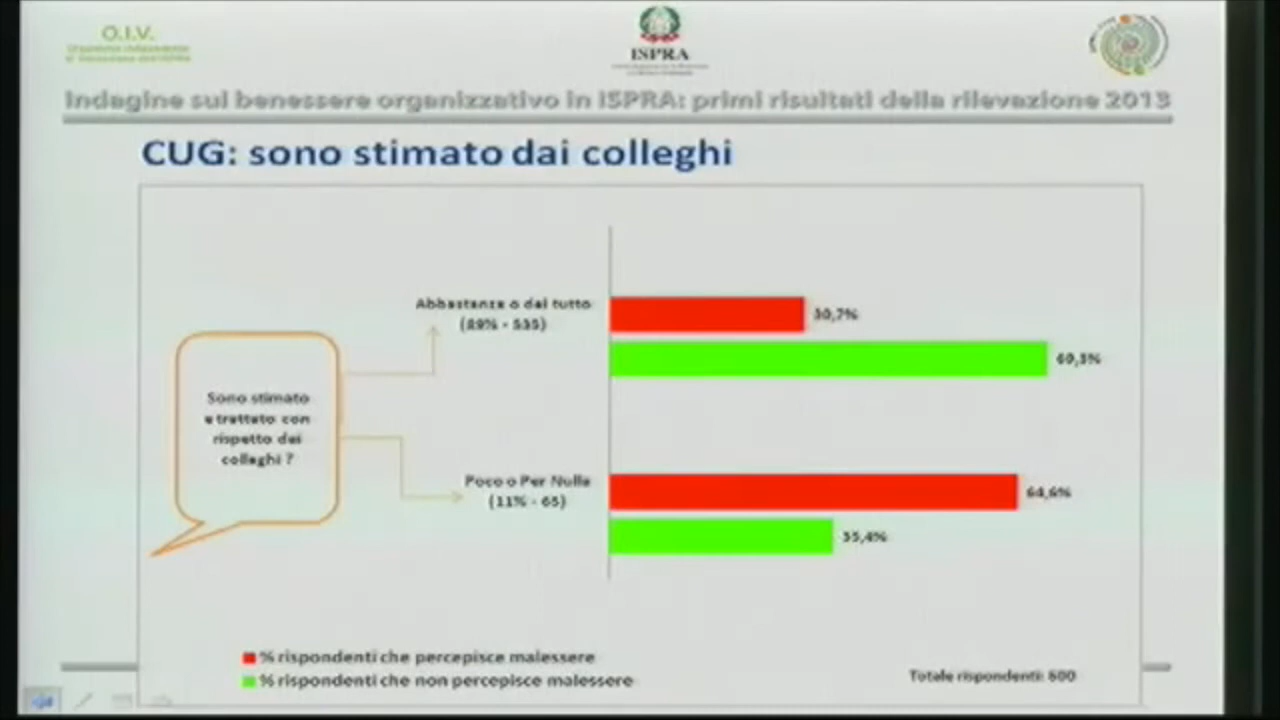 O.I.V.
ISPRA
Indagine sul benessere organizzativo in ISPRA: primi risultati della rilevazione 2013
CUG: sono stimato dai colleghi
Abbastanza o del tutto
(89% - 535)
30,7%
69,3%
Sono stimato
e trattato con
rispetto dai
colleghi ?
Poco o Per Nulla
(11% - 65)
64,6%
35,4%
% rispondenti che percepisce malessere
% rispondenti che non percepisce malessere
Totale rispondenti: 600